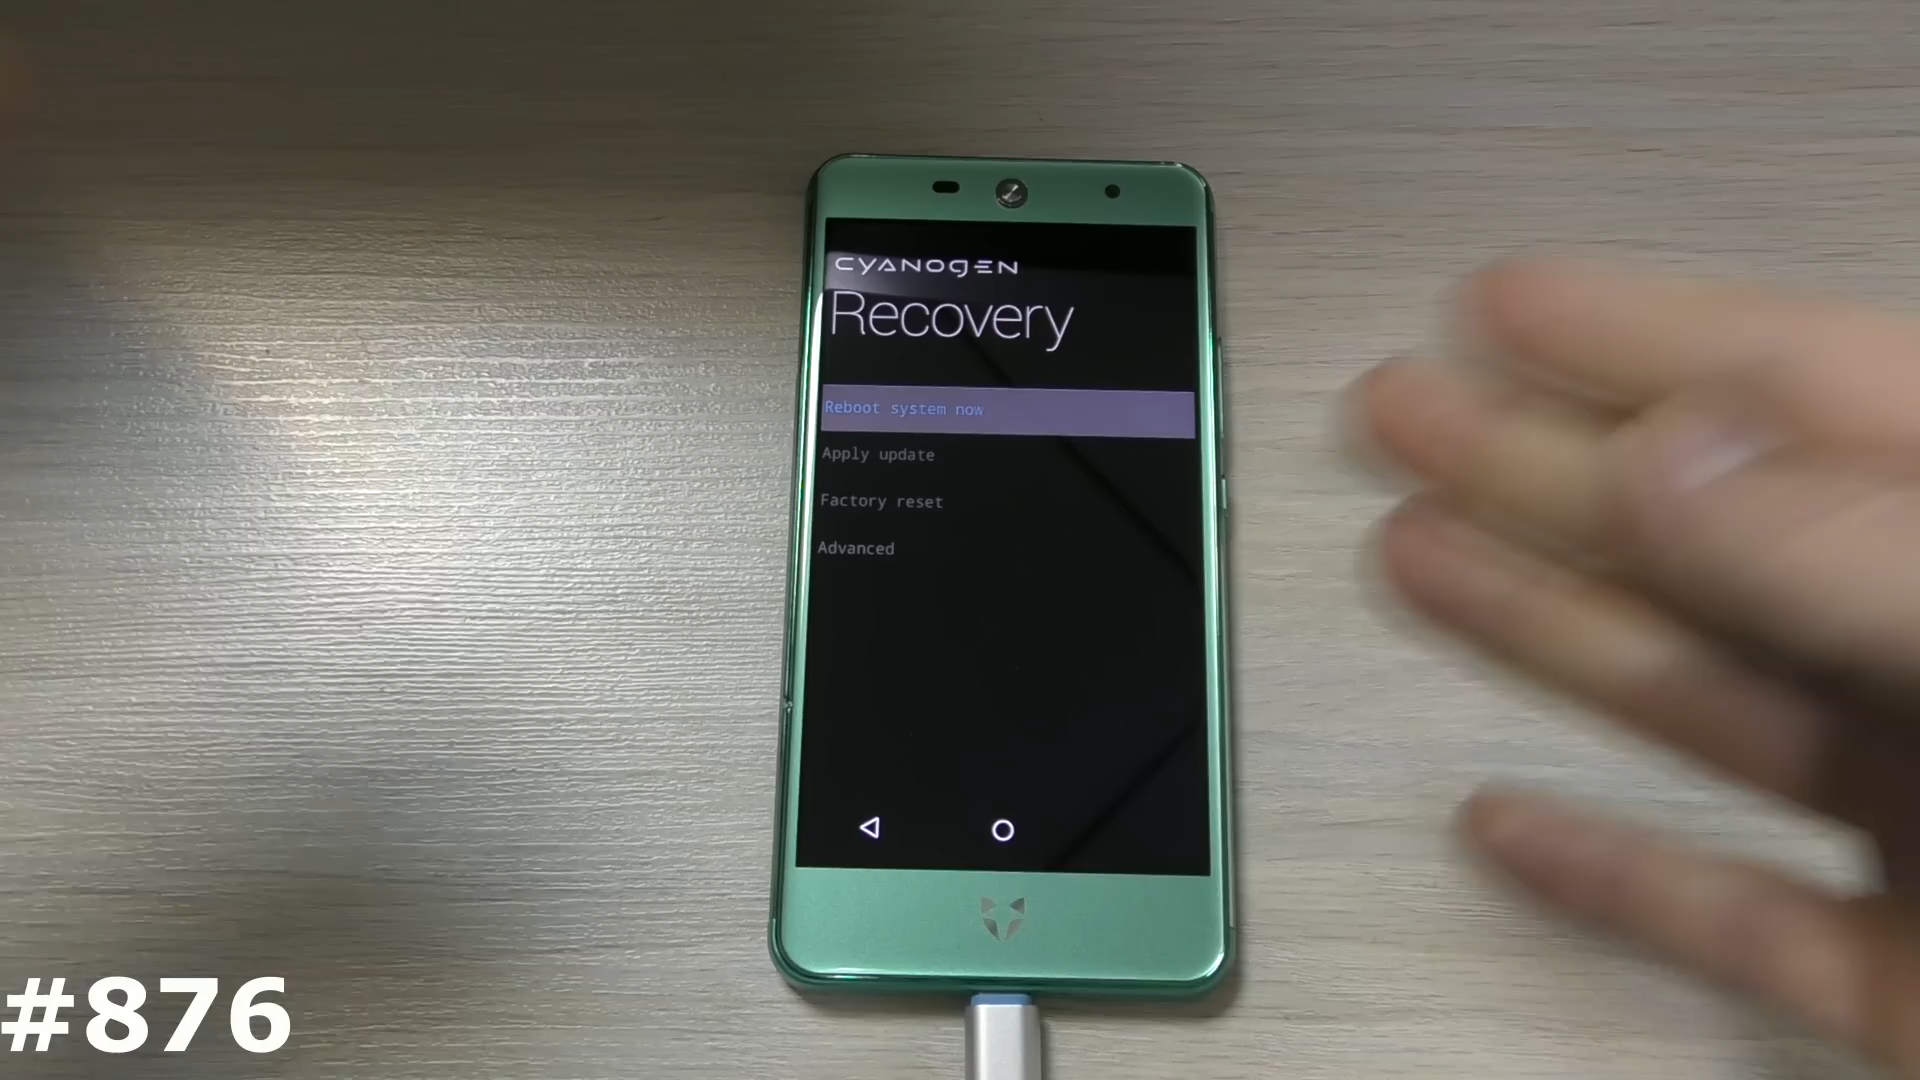 CYANOGEN
Recovery
Reboot system now
Apply update
Factory reset
Advanced
#876